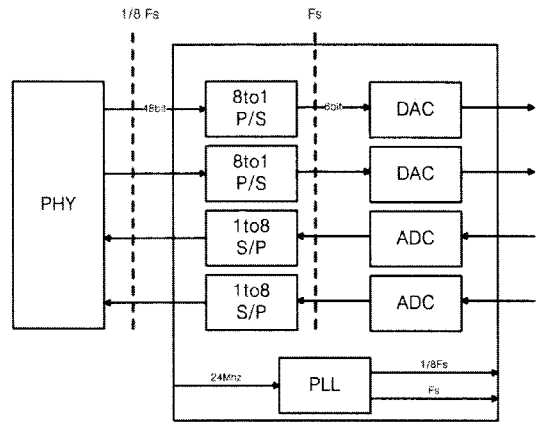 1/8 Fs
Fs
PHY
48bit
8to1
P/S
6bit
DAC
8to1
P/S
DAC
1to8
S/P
ADC
1to8
S/P
ADC
24Mhz
PLL
1/8Fs
Fs